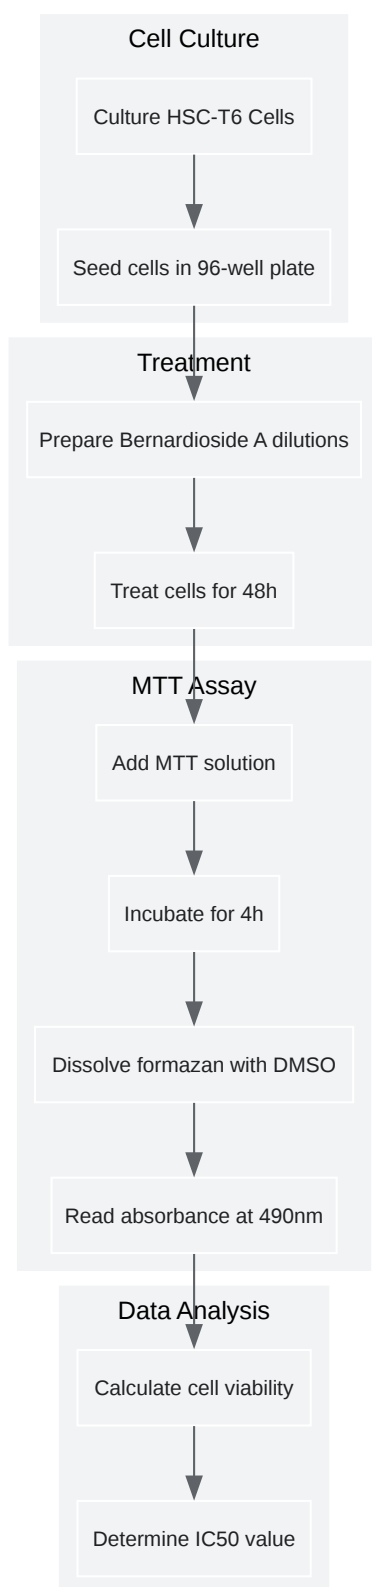 Cell Culture
Culture HSC-T6 Cells
Seed cells in 96-well plate
Treatment
Prepare Bernardioside A dilutions
Treat cells for 48h
MTT Assay
Add MTT solution
Incubate for 4h
Dissolve formazan with DMSO
Read absorbance at 490nm
Data Analysis
Calculate cell viability
Determine IC50 value